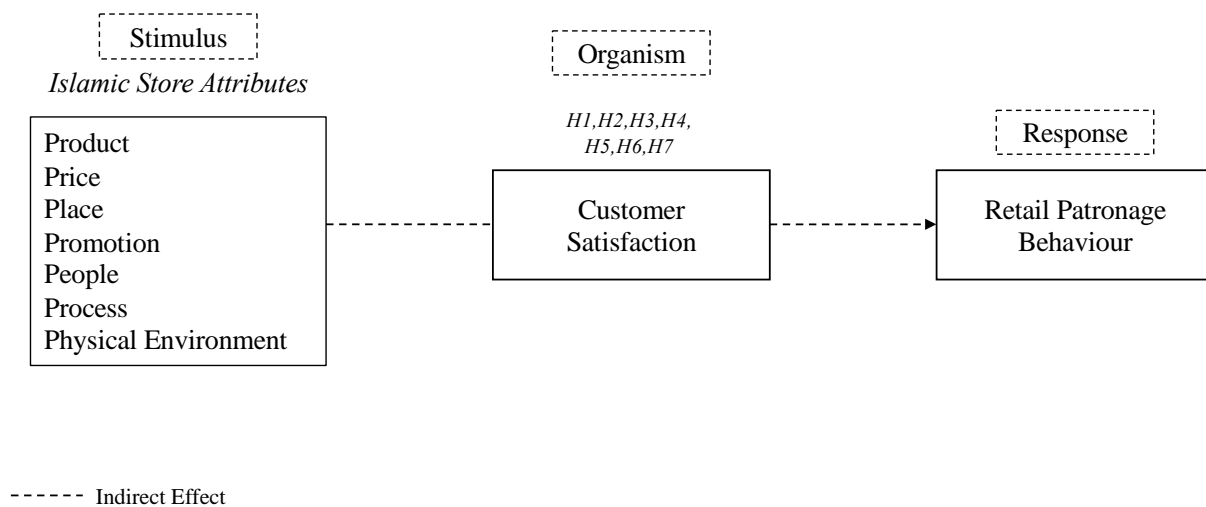 Stimulus
Islamic Store Attributes
Product
Price
Place
Promotion
People
Process
Physical Environment
Organism
H1,H2,H3,H4,
H5,H6,H7
Customer
Satisfaction
Response
Retail Patronage
Behaviour
Indirect Effect